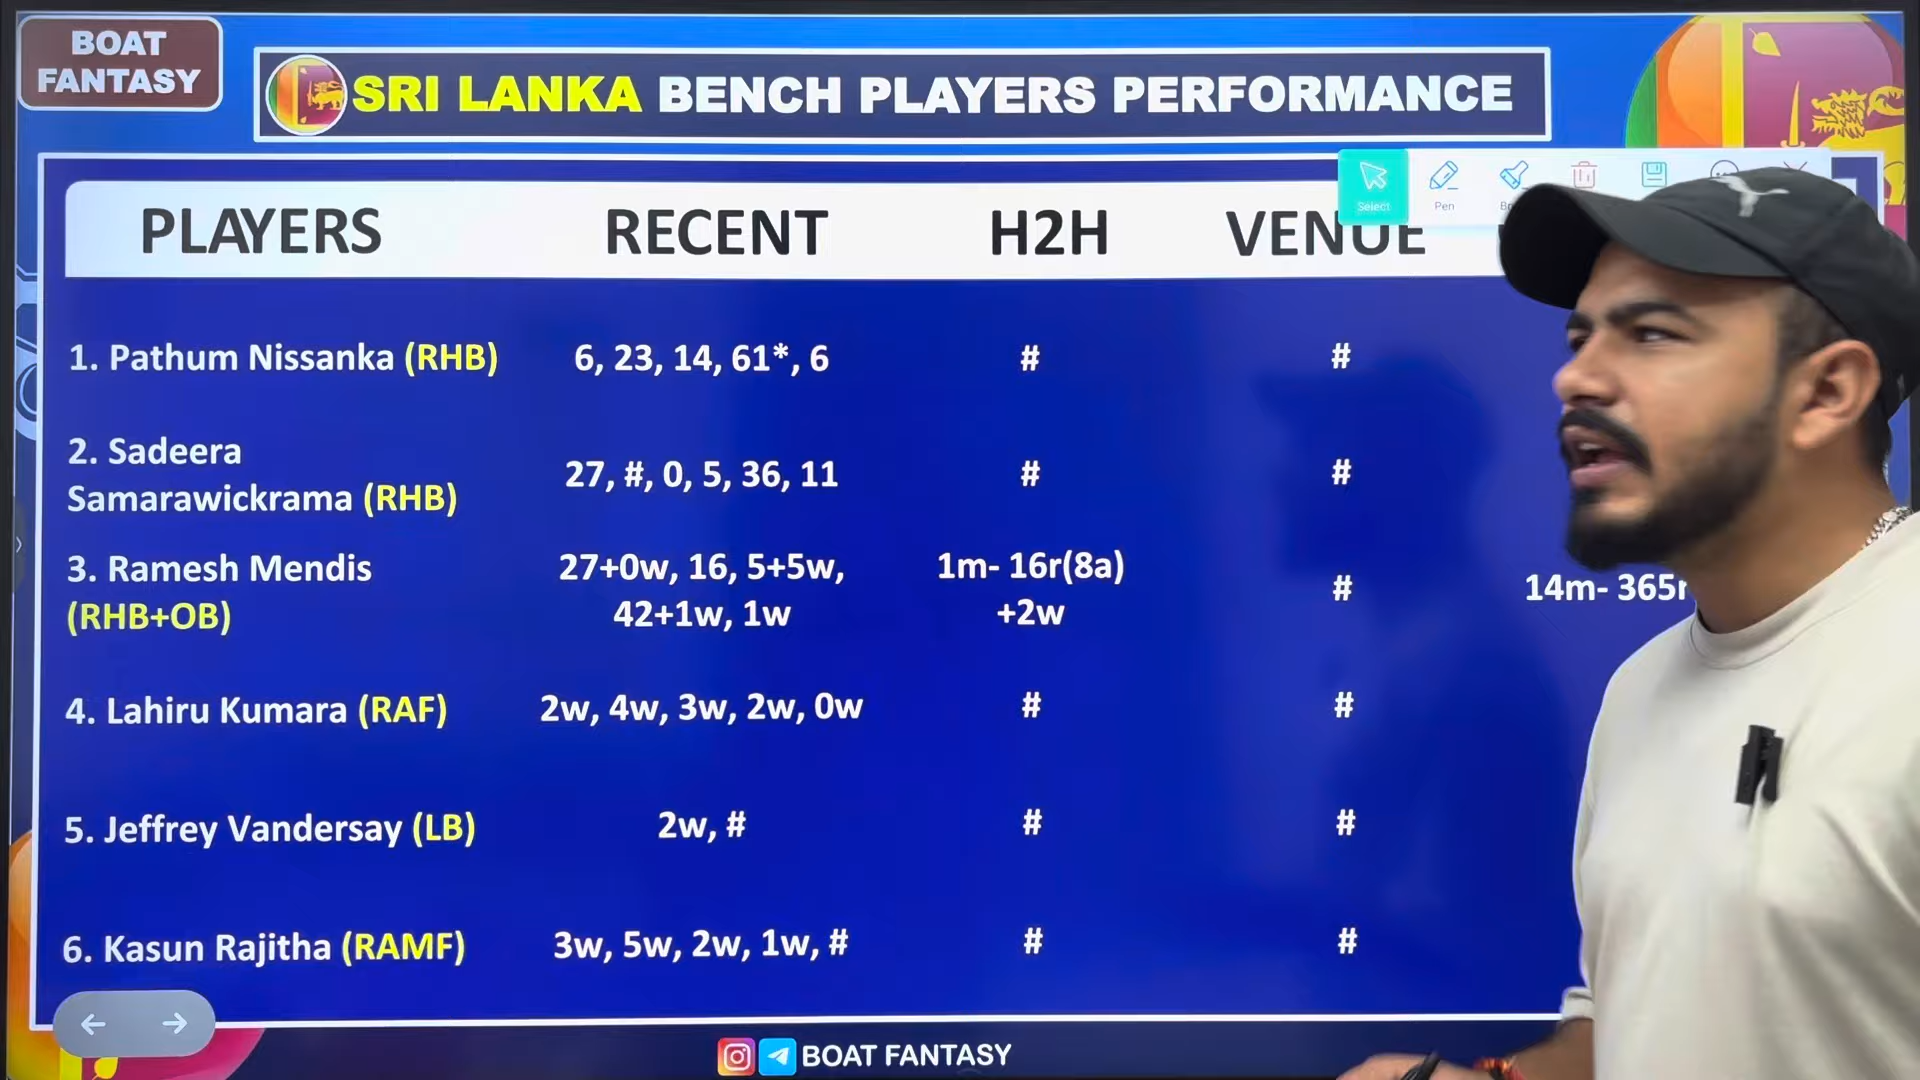 BOAT
FANTASY
SRI LANKA BENCH PLAYERS PERFORMANCE
Select
Pen
PLAYERS RECENT H2H VENUE
1. Pathum Nissanka (RHB) 6, 23, 14, 61*, 6 # #
2. Sadeera
Samarawickrama (RHB) 27, #, 0, 5, 36, 11 # #
3. Ramesh Mendis
(RHB+OB) 27+0w, 16, 5+5w,
42+1w, 1w 1m- 16r(8a)
+2w # 14m- 365r
4. Lahiru Kumara (RAF) 2w, 4w, 3w, 2w, 0w # #
5. Jeffrey Vandersay (LB) 2w, # # #
6. Kasun Rajitha (RAMF) 3w, 5w, 2w, 1w, # # #
BOAT FANTASY